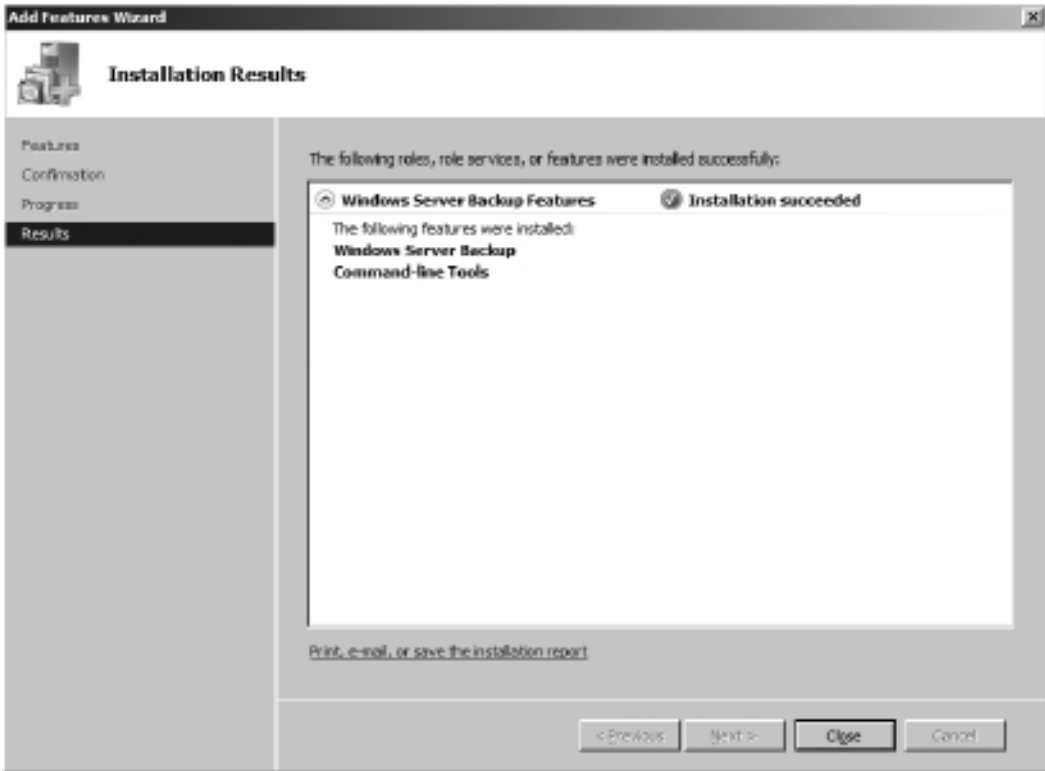 Add Features Wizard
Installation Results
Features
Confirmation
Progress
Results
The following roles, role services, or features were installed successfully:
Windows Server Backup Features Installation succeeded
The following features were installed:
Windows Server Backup
Command-line Tools
Print, e-mail, or save the installation report
< Previous Next > Close Cancel